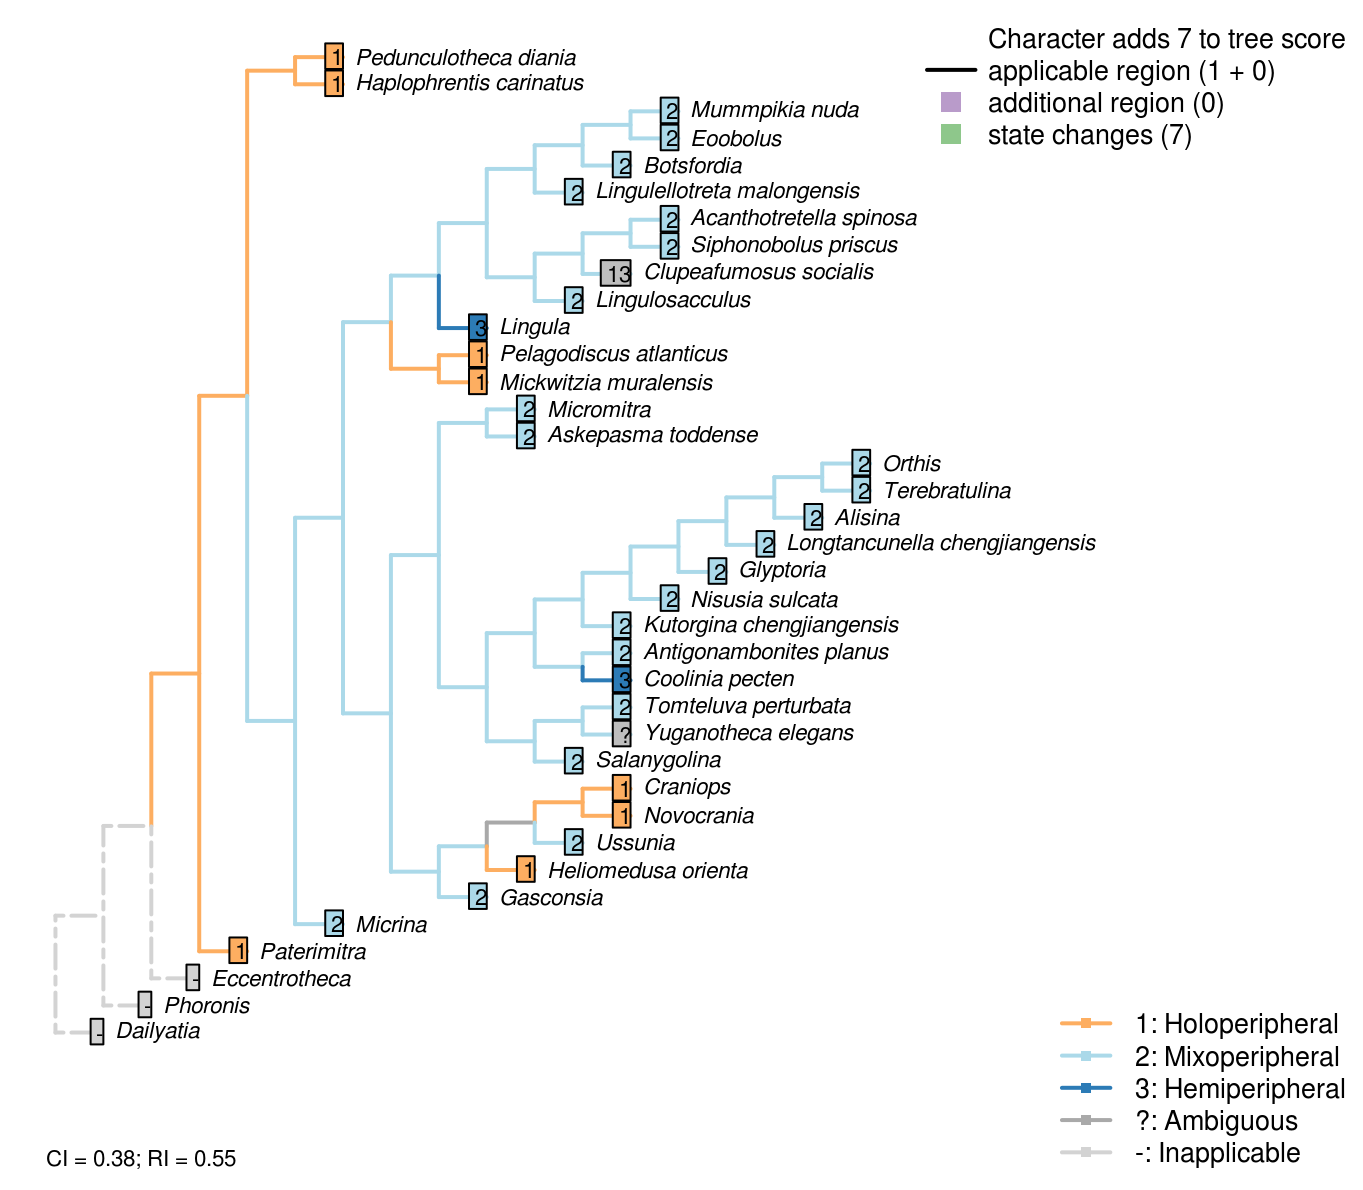 Character adds 7 to tree score
applicable region (1 + 0)
additional region (0)
state changes (7)
1 Pedunculotheca diania
1 Haplophrentis carinatus
2 Mummpikia nuda
2 Eoobolus
2 Botsfordia
2 Lingulellotreta malongensis
2 Acanthotretella spinosa
2 Siphonobolus priscus
13 Clupeafumosus socialis
2 Lingulosacculus
3 Lingula
1 Pelagodiscus atlanticus
1 Mickwitzia muralensis
2 Micromitra
2 Askepasma toddense
2 Orthis
2 Terebratulina
2 Alisina
2 Longtancunella chengjiangensis
2 Glyptoria
2 Nisusia sulcata
2 Kutorgina chengjiangensis
2 Antigonambonites planus
3 Coolinia pecten
2 Tomteluva perturbata
? Yuganotheca elegans
2 Salanygolina
1 Craniops
1 Novocrania
2 Ussunia
1 Heliomedusa orienta
2 Gasconsia
2 Micrina
1 Paterimitra
- Eccentrotheca
- Phoronis
- Dailyatia
1: Holoperipheral
2: Mixoperipheral
3: Hemiperipheral
?: Ambiguous
-: Inapplicable
CI = 0.38; RI = 0.55